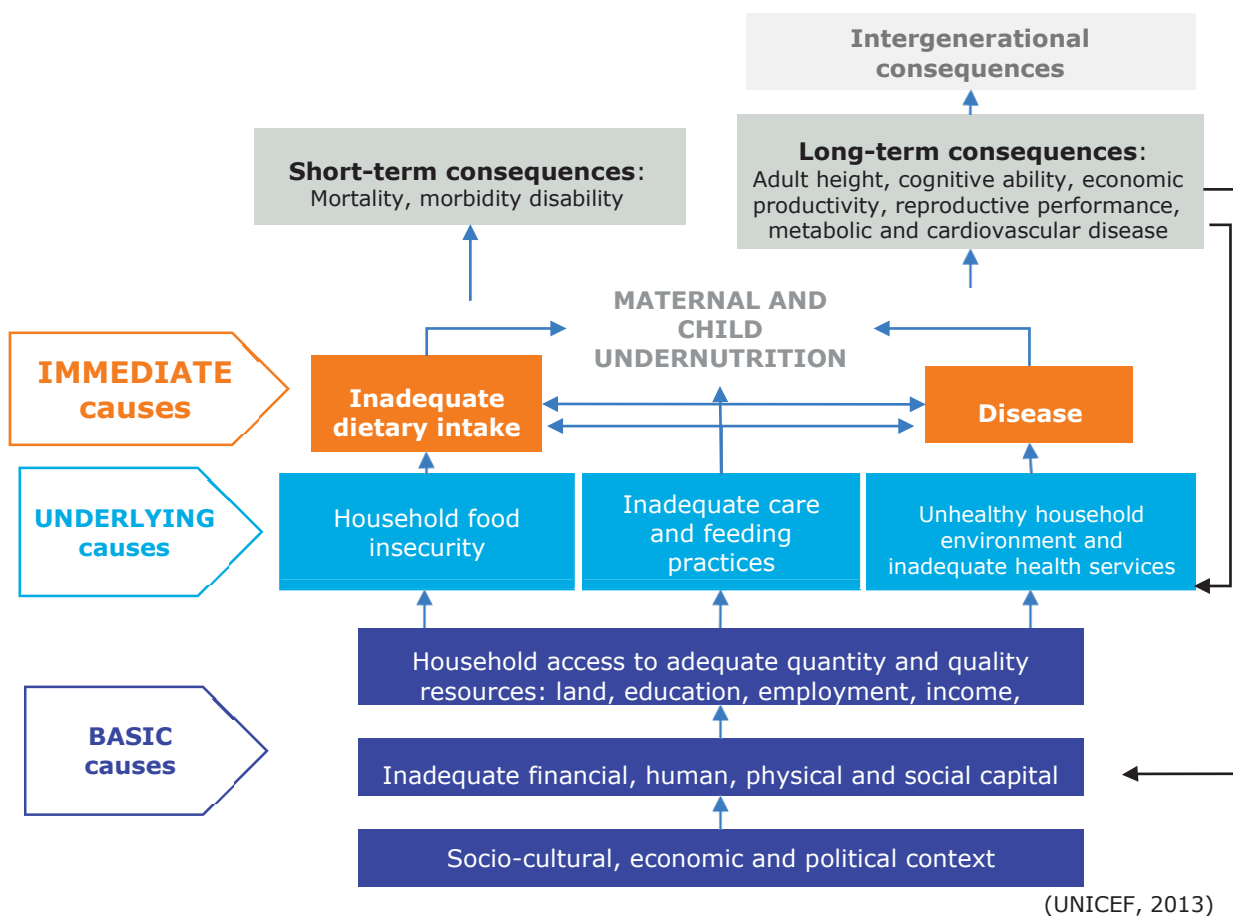 Intergenerational
consequences
Short-term consequences:
Mortality, morbidity disability
Long-term consequences:
Adult height, cognitive ability, economic
productivity, reproductive performance,
metabolic and cardiovascular disease
MATERNAL AND
CHILD
UNDERNUTRITION
IMMEDIATE
causes
Inadequate
dietary intake
Disease
UNDERLYING
causes
Household food
insecurity
Inadequate care
and feeding
practices
Unhealthy household
environment and
inadequate health services
BASIC
causes
Household access to adequate quantity and quality
resources: land, education, employment, income,
Inadequate financial, human, physical and social capital
Socio-cultural, economic and political context
(UNICEF, 2013)